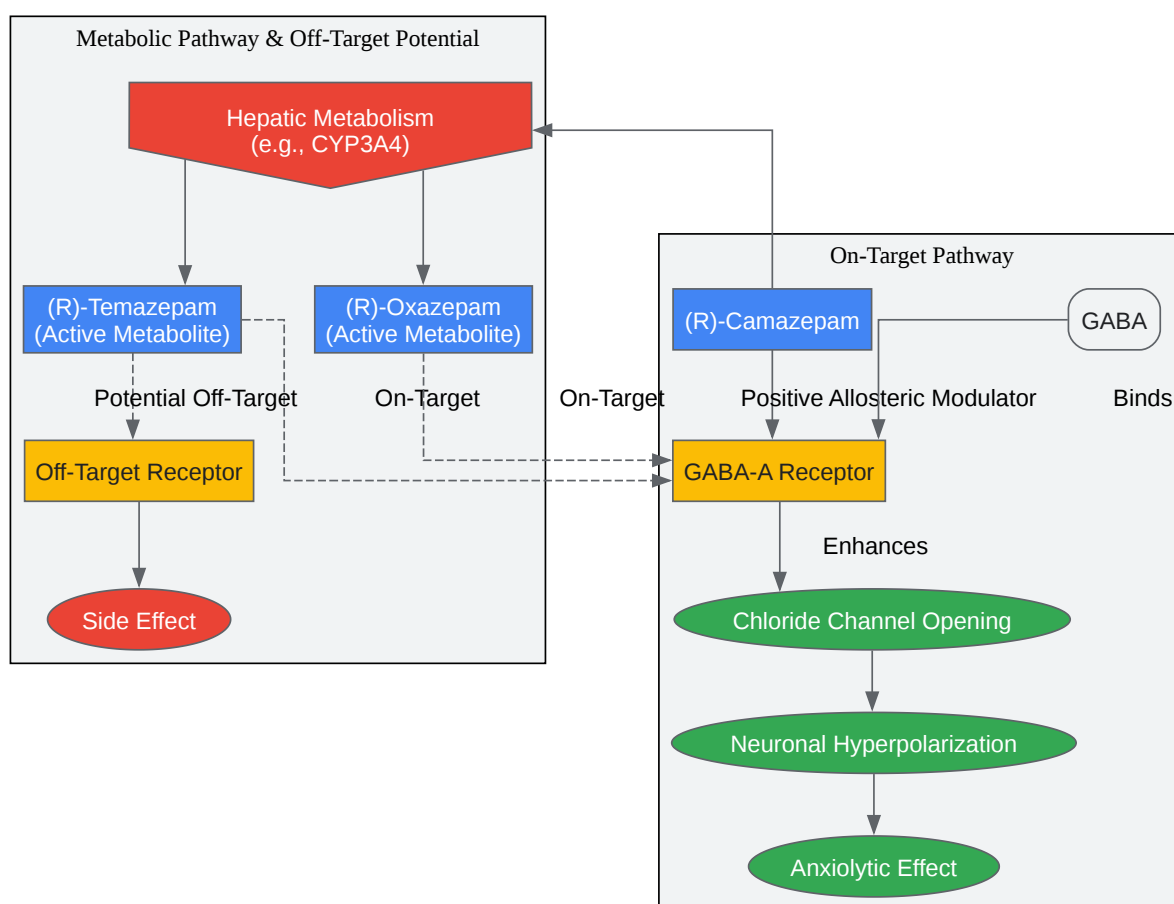 Metabolic Pathway & Off-Target Potential
Hepatic Metabolism
(e.g., CYP3A4)
On-Target Pathway
(R)-Temazepam
(Active Metabolite)
(R)-Oxazepam
(Active Metabolite)
(R)-Camazepam
GABA
Potential Off-Target
On-Target
On-Target
Positive Allosteric Modulator
Binds
Off-Target Receptor
GABA-A Receptor
Enhances
Side Effect
Chloride Channel Opening
Neuronal Hyperpolarization
Anxiolytic Effect